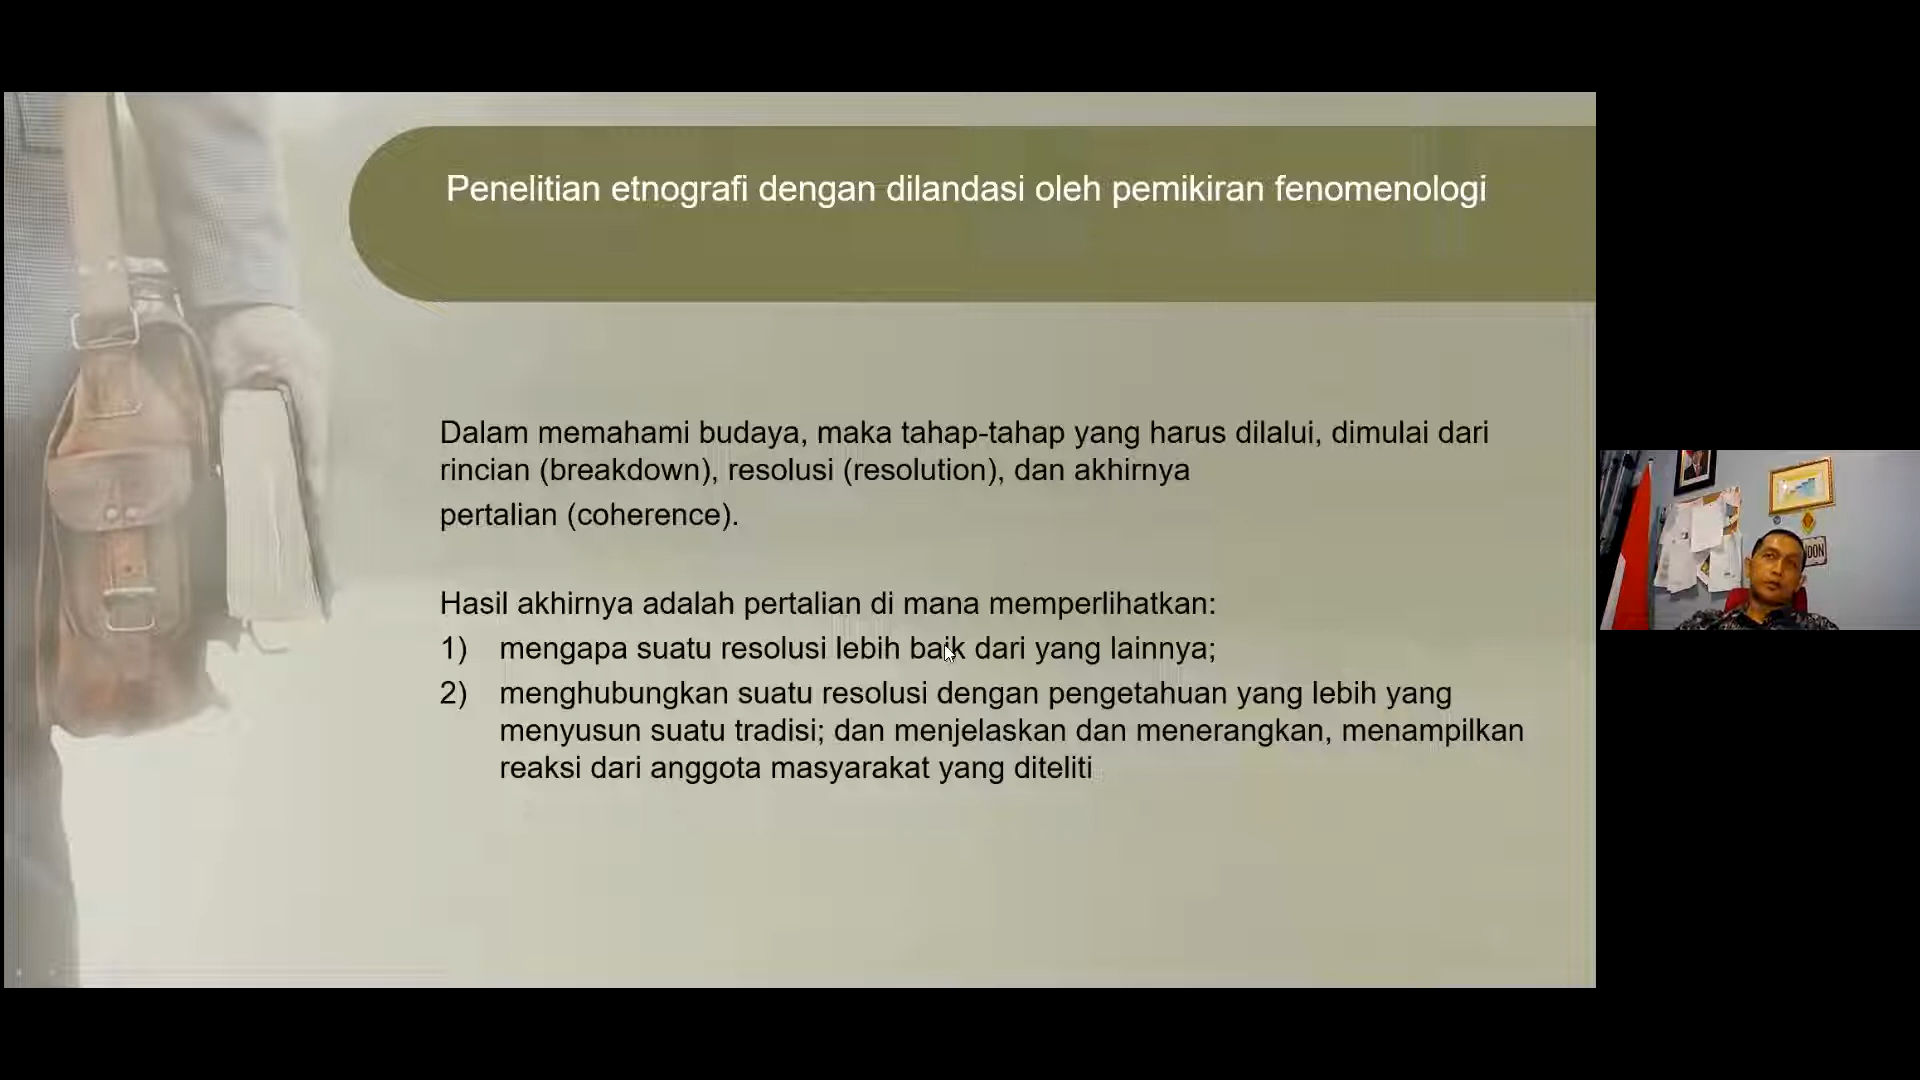 Penelitian etnografi dengan dilandasi oleh pemikiran fenomenologi
Dalam memahami budaya, maka tahap-tahap yang harus dilalui, dimulai dari
rincian (breakdown), resolusi (resolution), dan akhirnya
pertalian (coherence).
Hasil akhirnya adalah pertalian di mana memperlihatkan:
1) mengapa suatu resolusi lebih baik dari yang lainnya;
2) menghubungkan suatu resolusi dengan pengetahuan yang lebih yang
menyusun suatu tradisi; dan menjelaskan dan menerangkan, menampilkan
reaksi dari anggota masyarakat yang diteliti
DON